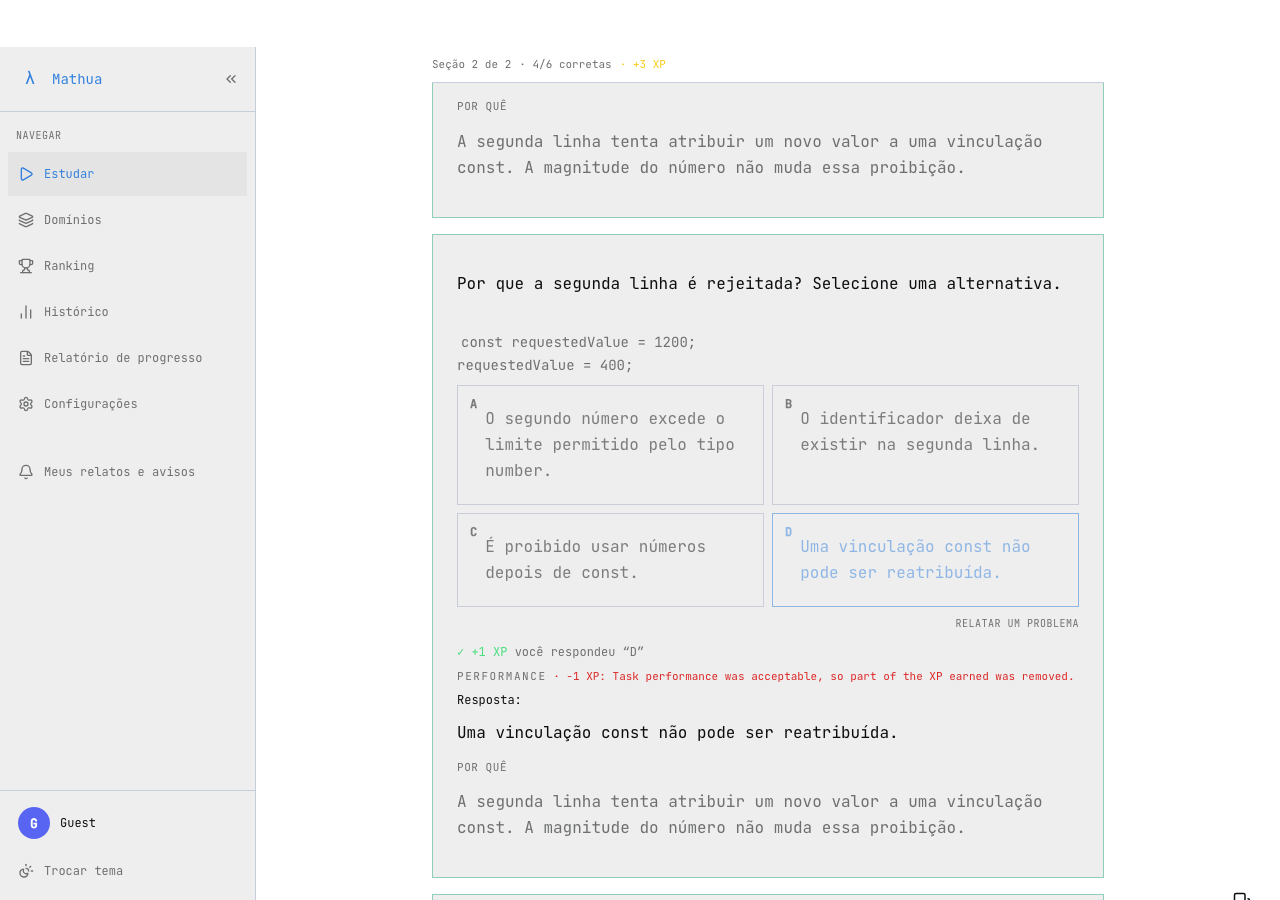 λ Mathua
NAVEGAR
Estudar
Domínios
Ranking
Histórico
Relatório de progresso
Configurações
Meus relatos e avisos
G Guest
Trocar tema
Seção 2 de 2 · 4/6 corretas · +3 XP
POR QUÊ
A segunda linha tenta atribuir um novo valor a uma vinculação
const. A magnitude do número não muda essa proibição.
Por que a segunda linha é rejeitada? Selecione uma alternativa.
const requestedValue = 1200;
requestedValue = 400;
A
O segundo número excede o
limite permitido pelo tipo
number.
B
O identificador deixa de
existir na segunda linha.
C
É proibido usar números
depois de const.
D
Uma vinculação const não
pode ser reatribuída.
RELATAR UM PROBLEMA
✓ +1 XP você respondeu “D”
PERFORMANCE · -1 XP: Task performance was acceptable, so part of the XP earned was removed.
Resposta:
Uma vinculação const não pode ser reatribuída.
POR QUÊ
A segunda linha tenta atribuir um novo valor a uma vinculação
const. A magnitude do número não muda essa proibição.